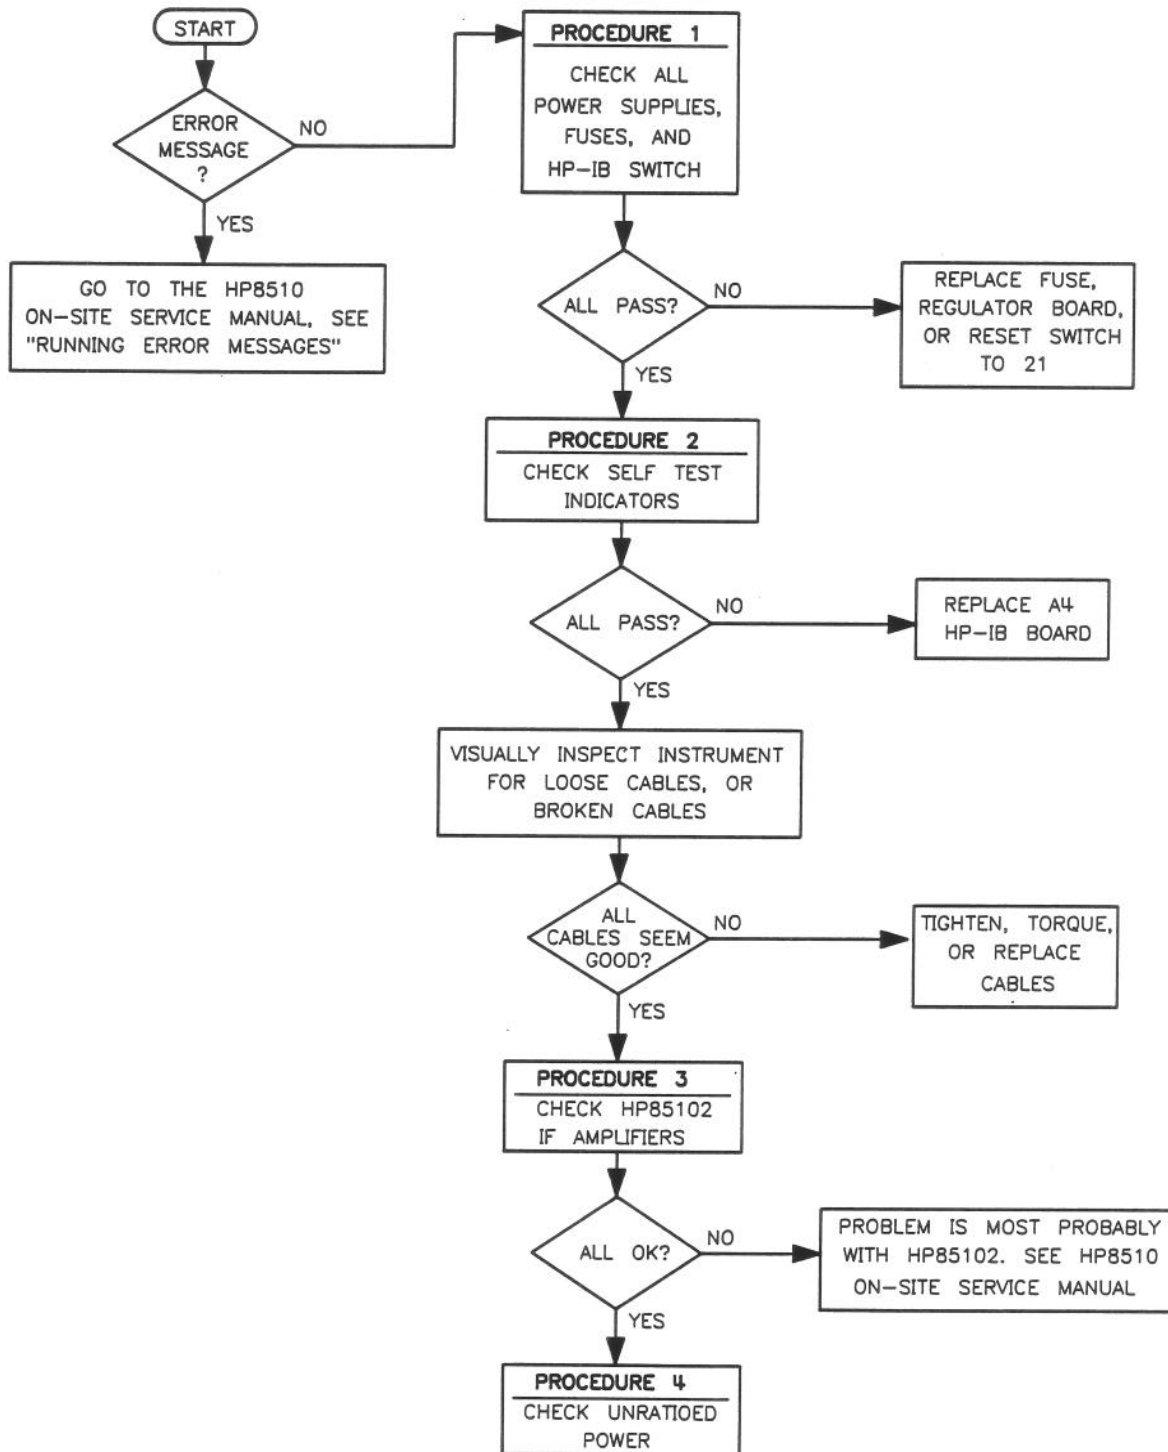 START
ERROR
MESSAGE
?
NO
YES
GO TO THE HP8510
ON-SITE SERVICE MANUAL, SEE
"RUNNING ERROR MESSAGES"
PROCEDURE 1
CHECK ALL
POWER SUPPLIES,
FUSES, AND
HP-IB SWITCH
ALL PASS?
NO
REPLACE FUSE,
REGULATOR BOARD,
OR RESET SWITCH
TO 21
YES
PROCEDURE 2
CHECK SELF TEST
INDICATORS
ALL PASS?
NO
REPLACE A4
HP-IB BOARD
YES
VISUALLY INSPECT INSTRUMENT
FOR LOOSE CABLES, OR
BROKEN CABLES
ALL
CABLES SEEM
GOOD?
NO
TIGHTEN, TORQUE,
OR REPLACE
CABLES
YES
PROCEDURE 3
CHECK HP85102
IF AMPLIFIERS
ALL OK?
NO
PROBLEM IS MOST PROBABLY
WITH HP85102. SEE HP8510
ON-SITE SERVICE MANUAL
YES
PROCEDURE 4
CHECK UNRATIOED
POWER